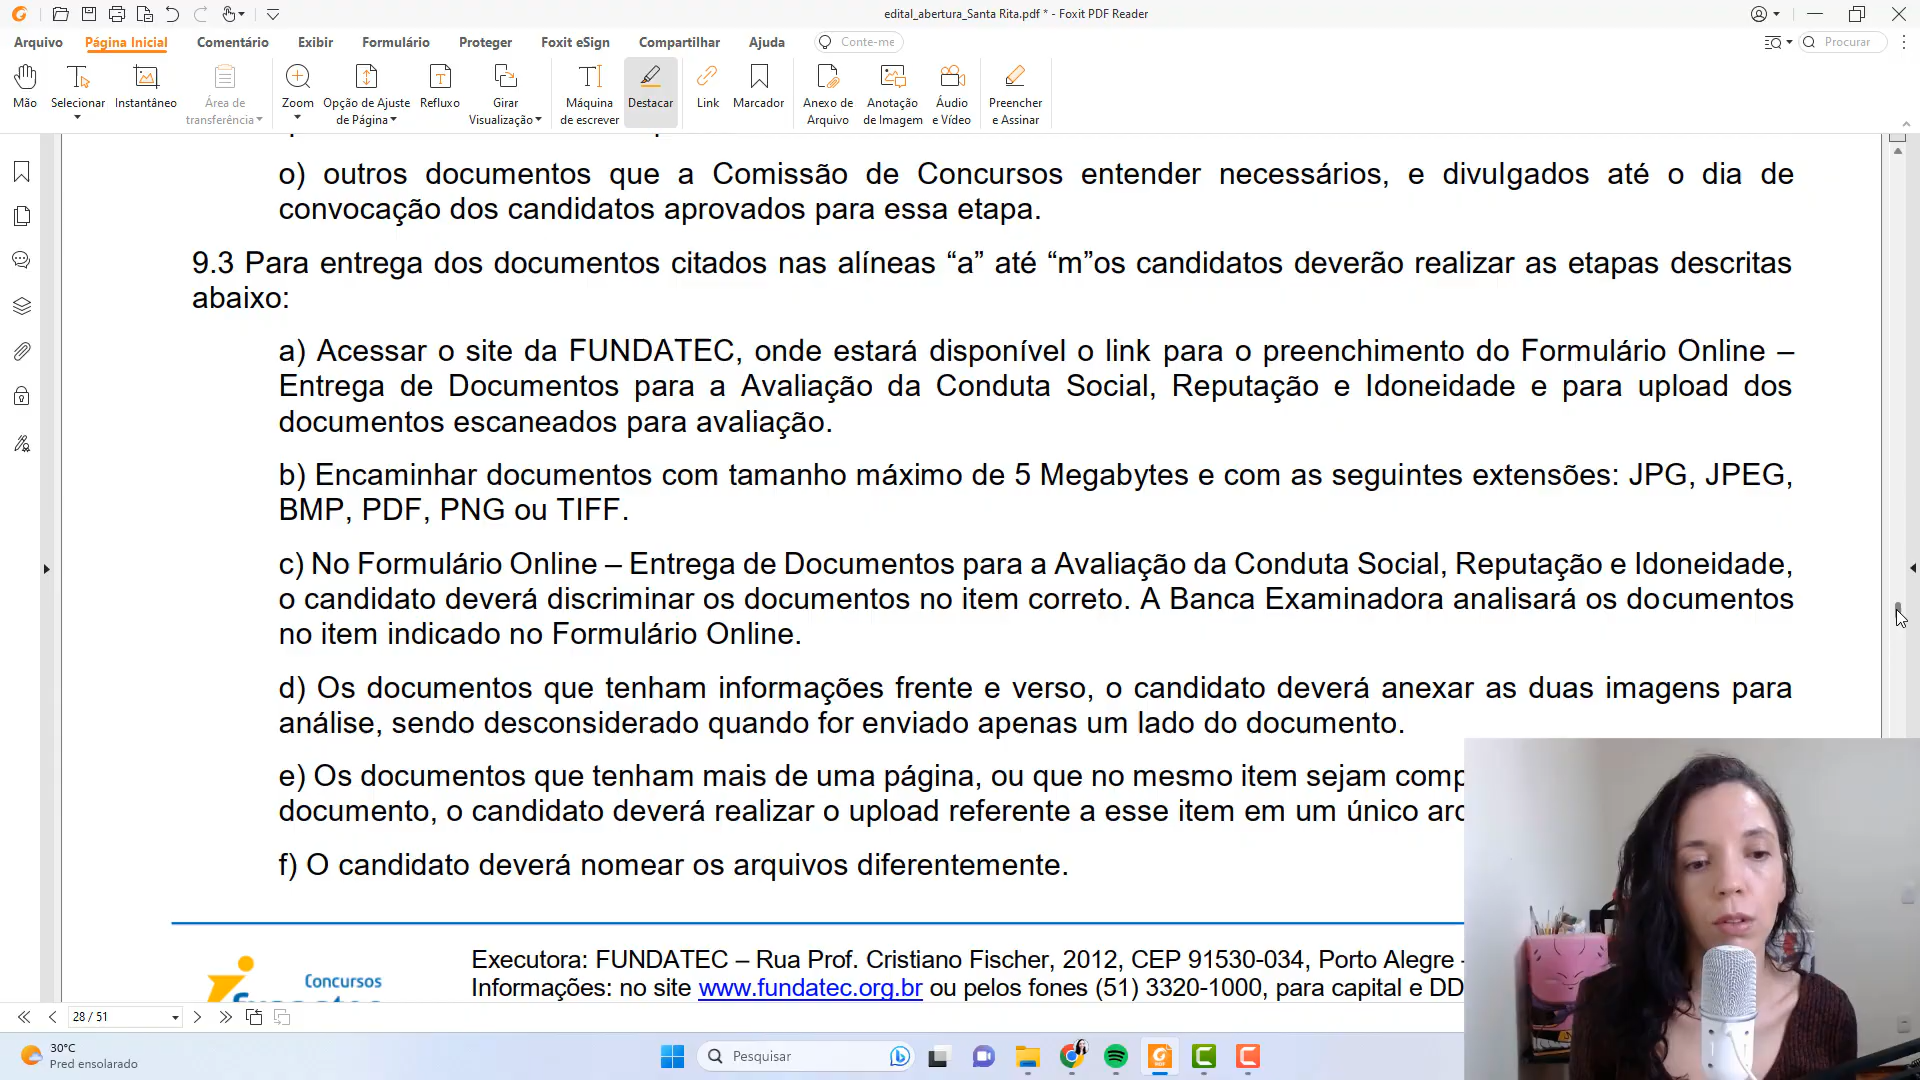 edital_abertura_Santa Rita.pdf * - Foxit PDF Reader
Arquivo Página Inicial Comentário Exibir Formulário Proteger Foxit eSign Compartilhar Ajuda Conte-me Procurar
Mão Selecionar Instantâneo Área de transferência Zoom Opção de Ajuste de Página Refluxo Girar Visualização Máquina de escrever Destacar Link Marcador Anexo de Arquivo Anotação de Imagem Áudio e Vídeo Preencher e Assinar
o) outros documentos que a Comissão de Concursos entender necessários, e divulgados até o dia de
convocação dos candidatos aprovados para essa etapa.
9.3 Para entrega dos documentos citados nas alíneas “a” até “m”os candidatos deverão realizar as etapas descritas
abaixo:
a) Acessar o site da FUNDATEC, onde estará disponível o link para o preenchimento do Formulário Online –
Entrega de Documentos para a Avaliação da Conduta Social, Reputação e Idoneidade e para upload dos
documentos escaneados para avaliação.
b) Encaminhar documentos com tamanho máximo de 5 Megabytes e com as seguintes extensões: JPG, JPEG,
BMP, PDF, PNG ou TIFF.
c) No Formulário Online – Entrega de Documentos para a Avaliação da Conduta Social, Reputação e Idoneidade,
o candidato deverá discriminar os documentos no item correto. A Banca Examinadora analisará os documentos
no item indicado no Formulário Online.
d) Os documentos que tenham informações frente e verso, o candidato deverá anexar as duas imagens para
análise, sendo desconsiderado quando for enviado apenas um lado do documento.
e) Os documentos que tenham mais de uma página, ou que no mesmo item sejam comp
documento, o candidato deverá realizar o upload referente a esse item em um único arq
f) O candidato deverá nomear os arquivos diferentemente.
Concursos
Executora: FUNDATEC – Rua Prof. Cristiano Fischer, 2012, CEP 91530-034, Porto Alegre -
Informações: no site www.fundatec.org.br ou pelos fones (51) 3320-1000, para capital e DD
28 / 51
30°C
Pred ensolarado
Pesquisar